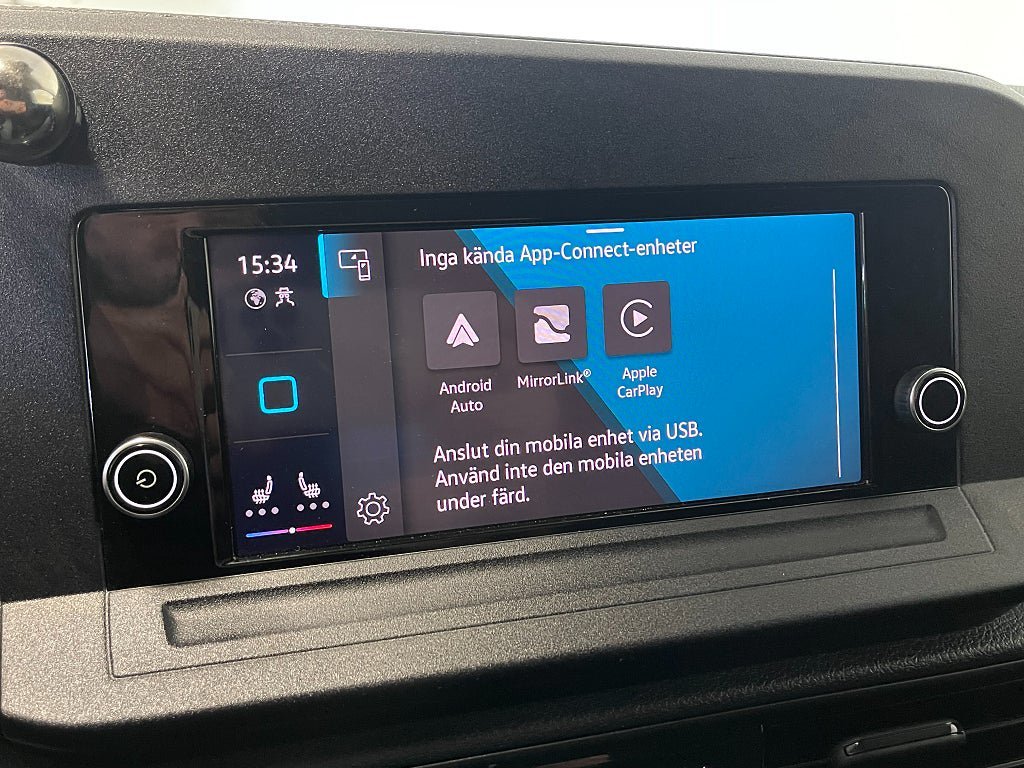 15:34
Inga kända App-Connect-enheter
Android
Auto
MirrorLink®
Apple
CarPlay
Anslut din mobila enhet via USB.
Använd inte den mobila enheten
under färd.